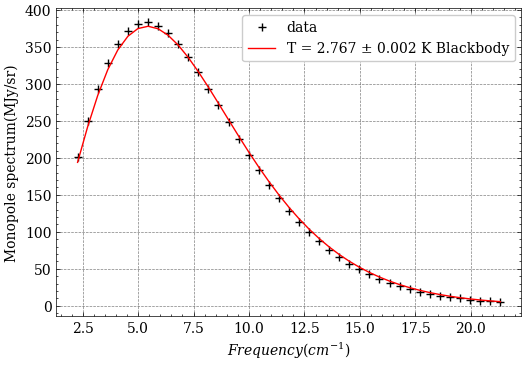 400
350
300
250
200
150
100
50
0
Monopole spectrum(MJy/sr)
data
T = 2.767 ± 0.002 K Blackbody
2.5 5.0 7.5 10.0 12.5 15.0 17.5 20.0
Frequency(cm⁻¹)